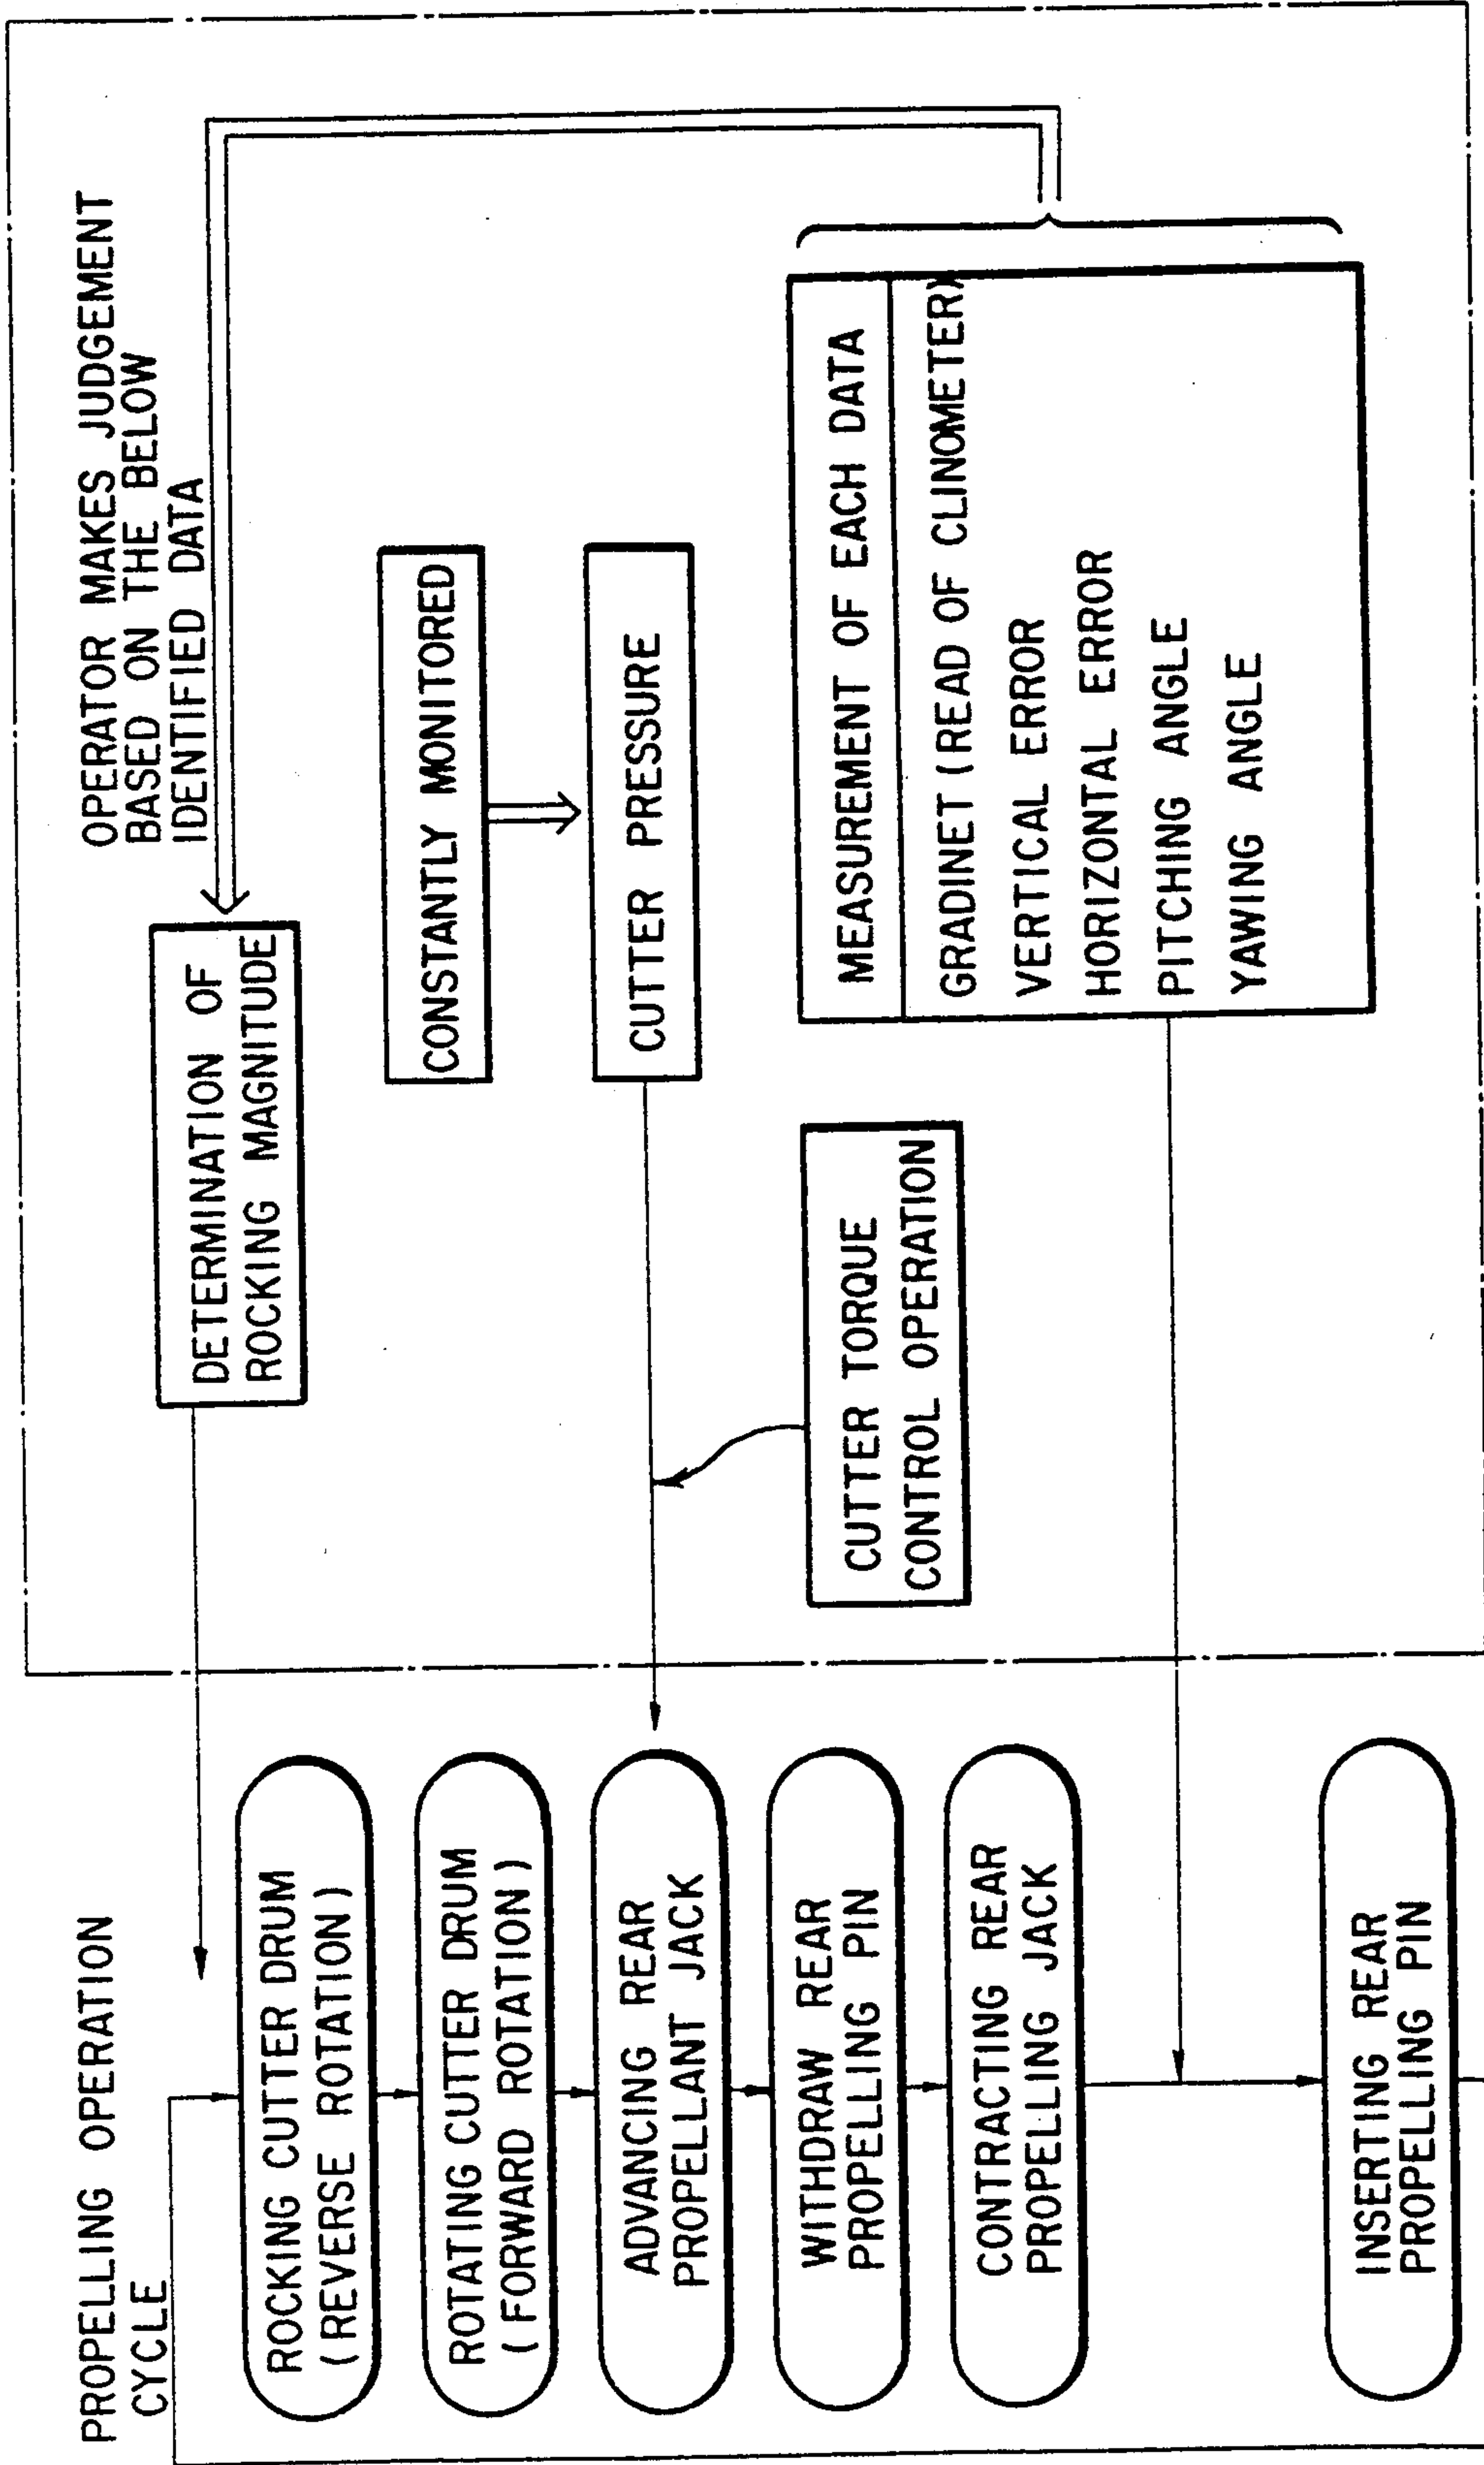 PROPELLING OPERATION
CYCLE
ROCKING CUTTER DRUM
(REVERSE ROTATION)
ROTATING CUTTER DRUM
(FORWARD ROTATION)
ADVANCING REAR
PROPELLANT JACK
WITHDRAW REAR
PROPELLING PIN
CONTRACTING REAR
PROPELLING JACK
INSERTING REAR
PROPELLING PIN
OPERATOR MAKES JUDGEMENT
BASED ON THE BELOW
IDENTIFIED DATA
DETERMINATION OF
ROCKING MAGNITUDE
CONSTANTLY MONITORED
CUTTER PRESSURE
CUTTER TORQUE
CONTROL OPERATION
MEASUREMENT OF EACH DATA
GRADINET (READ OF CLINOMETER)
VERTICAL ERROR
HORIZONTAL ERROR
PITCHING ANGLE
YAWING ANGLE